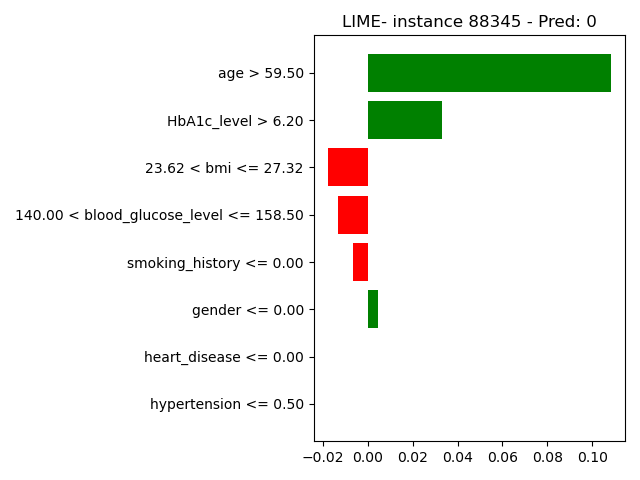 LIME- instance 88345 - Pred: 0
age > 59.50
HbA1c_level > 6.20
23.62 < bmi <= 27.32
140.00 < blood_glucose_level <= 158.50
smoking_history <= 0.00
gender <= 0.00
heart_disease <= 0.00
hypertension <= 0.50
−0.02 0.00 0.02 0.04 0.06 0.08 0.10